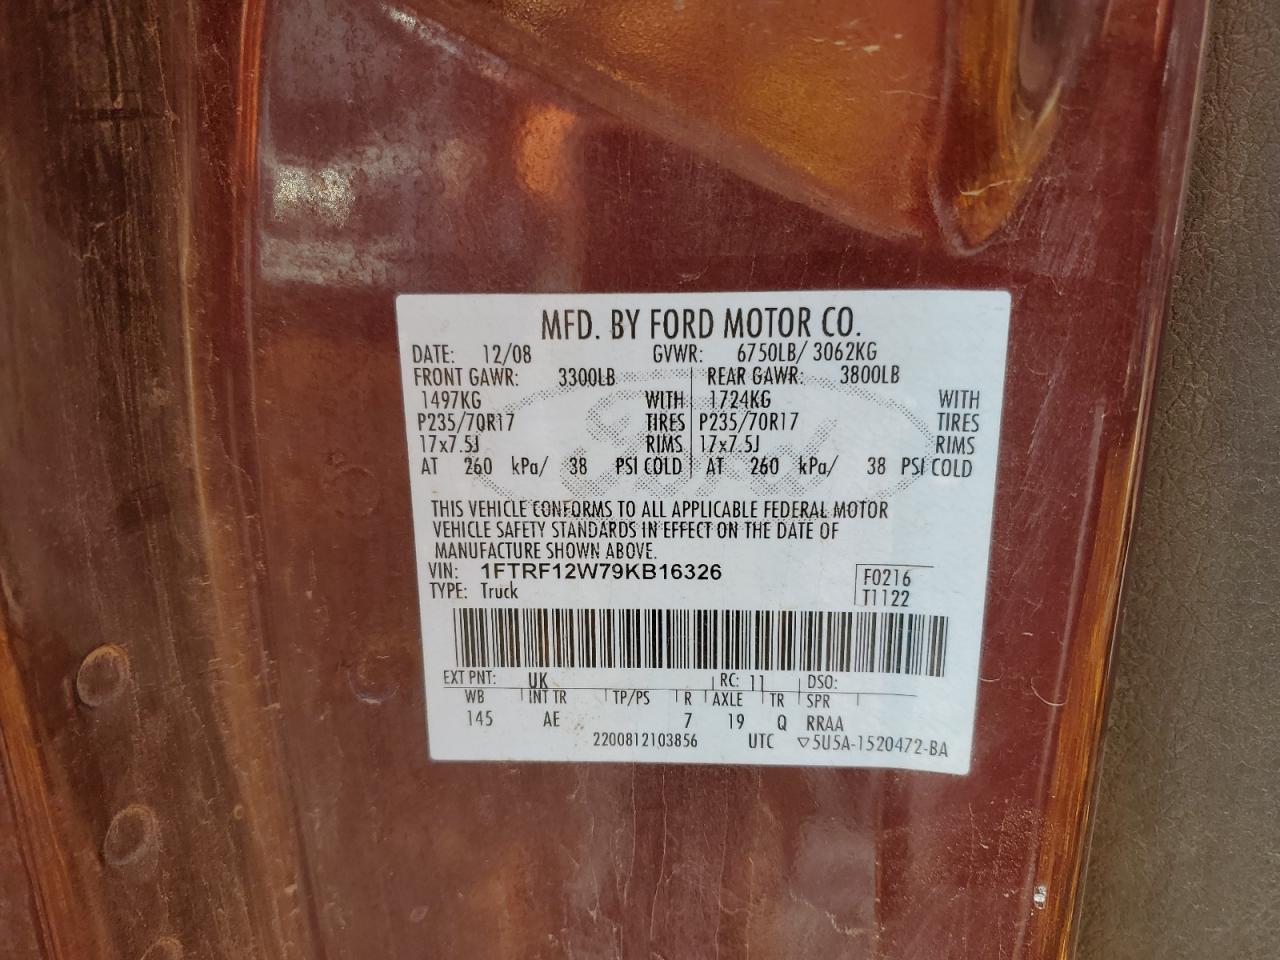 MFD. BY FORD MOTOR CO.
DATE: 12/08 GVWR: 6750LB/ 3062KG
FRONT GAWR: 3300LB REAR GAWR: 3800LB
1497KG WITH 1724KG WITH
P235/70R17 TIRES P235/70R17 TIRES
17x7.5J RIMS 17x7.5J RIMS
AT 260 kPa/ 38 PSI COLD AT 260 kPa/ 38 PSI COLD
THIS VEHICLE CONFORMS TO ALL APPLICABLE FEDERAL MOTOR
VEHICLE SAFETY STANDARDS IN EFFECT ON THE DATE OF
MANUFACTURE SHOWN ABOVE.
VIN: 1FTRF12W79KB16326 F0216
TYPE: Truck T1122
EXT PNT: UK RC: 11 DSO:
WB INT TR TP/PS R AXLE TR SPR
145 AE 7 19 Q RRAA
2200812103856 UTC ▽5U5A-1520472-BA
Ford